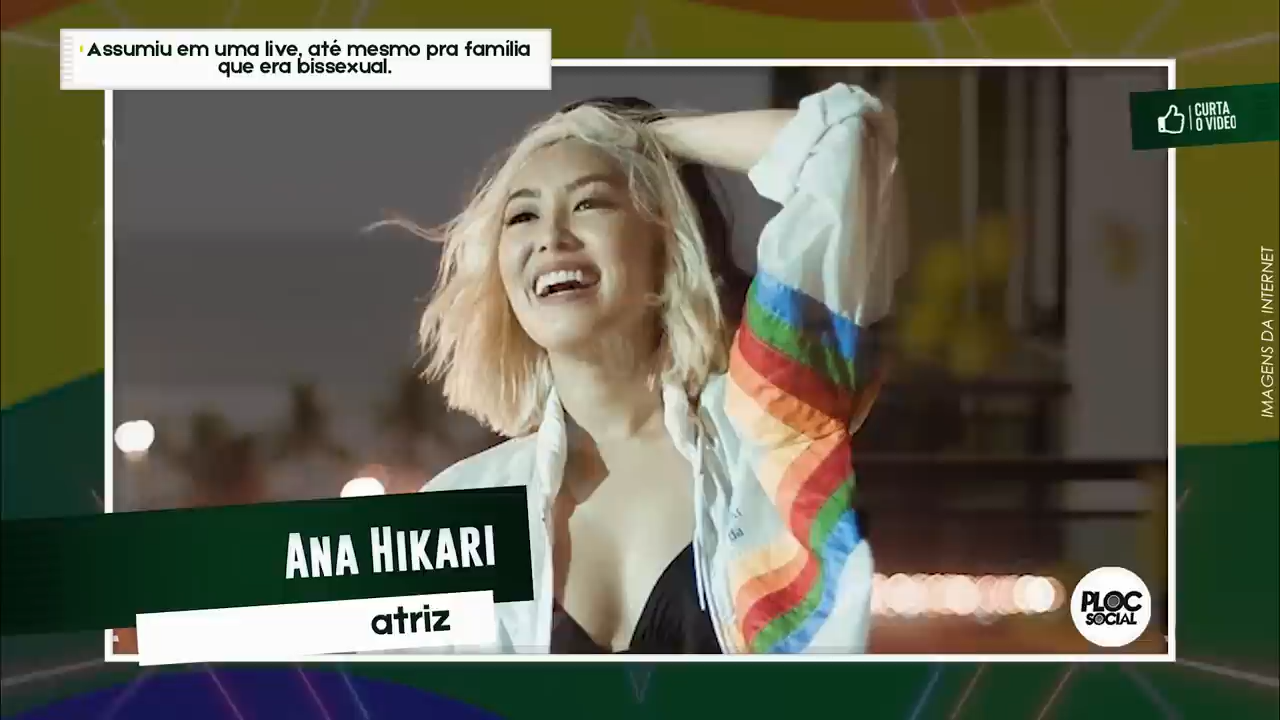 Assumiu em uma live, até mesmo pra família
que era bissexual.
CURTA
O VIDEO
IMAGENS DA INTERNET
ANA HIKARI
atriz
PLOC
SOCIAL